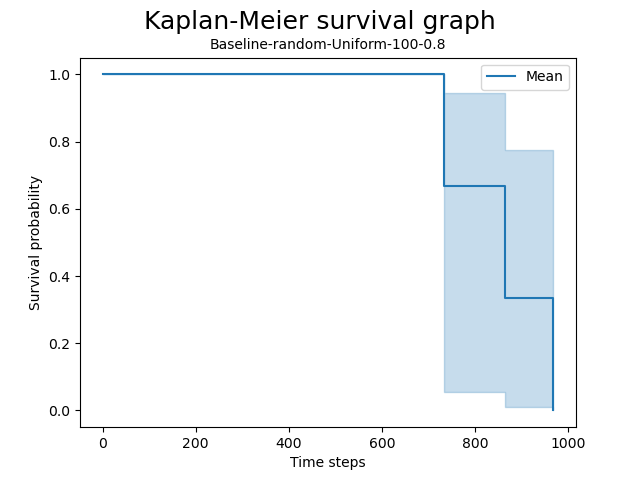 Kaplan-Meier survival graph
Baseline-random-Uniform-100-0.8
Mean
1.0
0.8
0.6
0.4
0.2
0.0
Survival probability
0
200
400
600
800
1000
Time steps